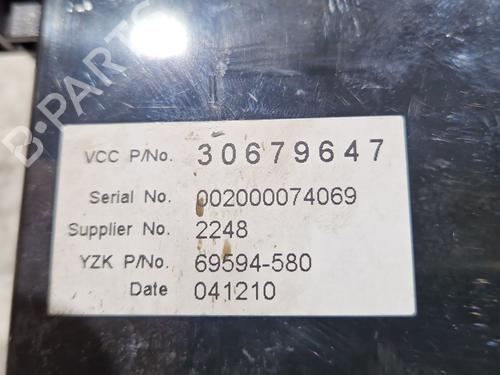 B-PARTS
VCC P/No. 30679647
Serial No. 002000074069
Supplier No. 2248
YZK P/No. 69594-580
Date 041210